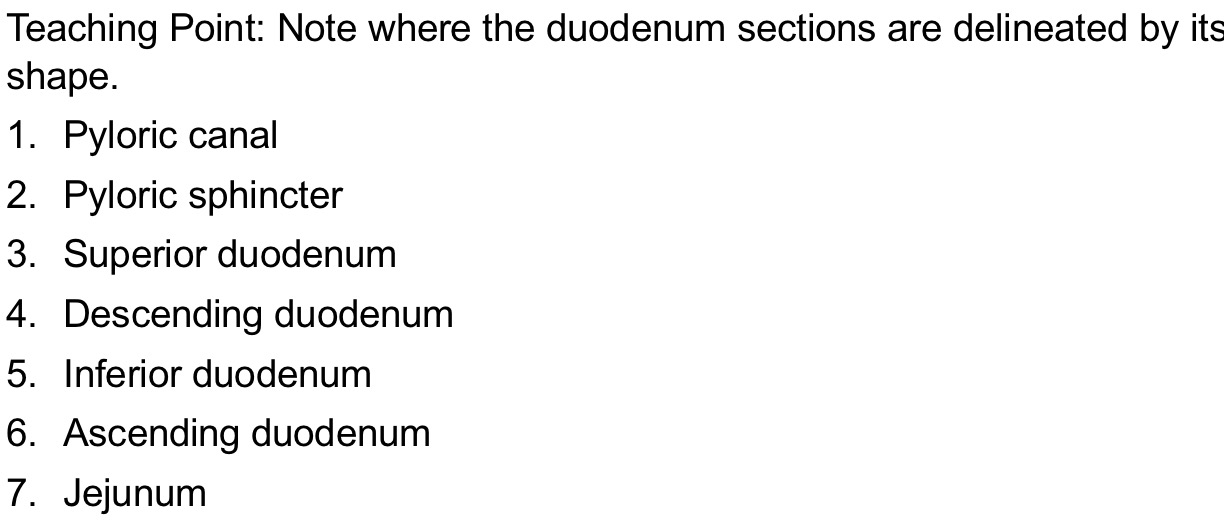 Teaching Point: Note where the duodenum sections are delineated by its
shape.
1. Pyloric canal
2. Pyloric sphincter
3. Superior duodenum
4. Descending duodenum
5. Inferior duodenum
6. Ascending duodenum
7. Jejunum